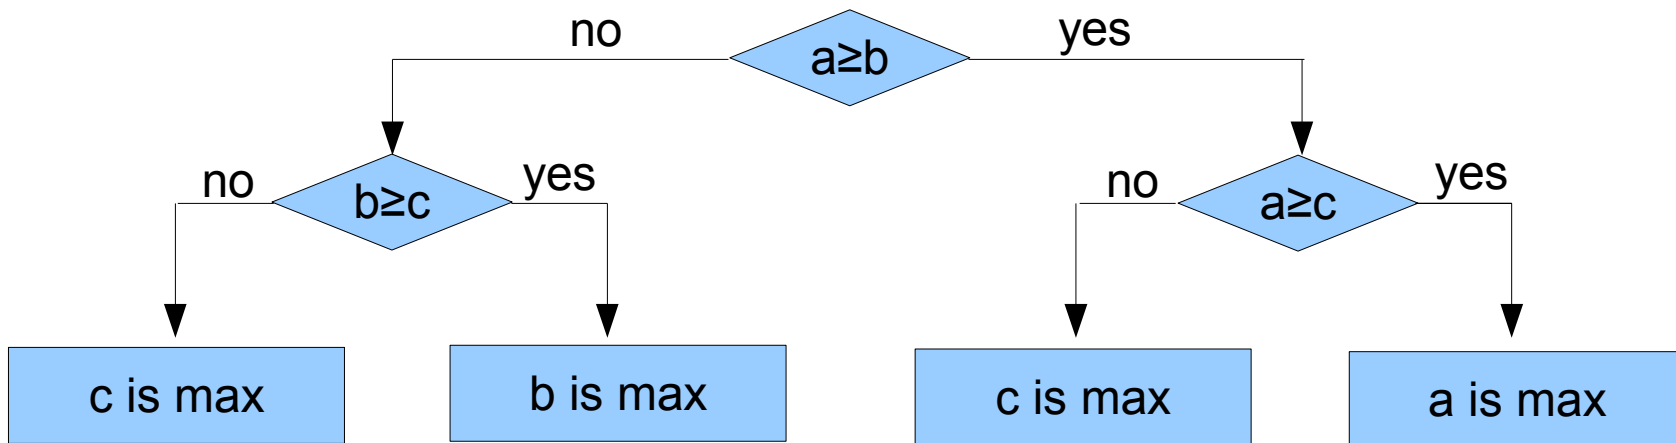 no
a≥b
yes
no
b≥c
yes
no
a≥c
yes
c is max
b is max
c is max
a is max